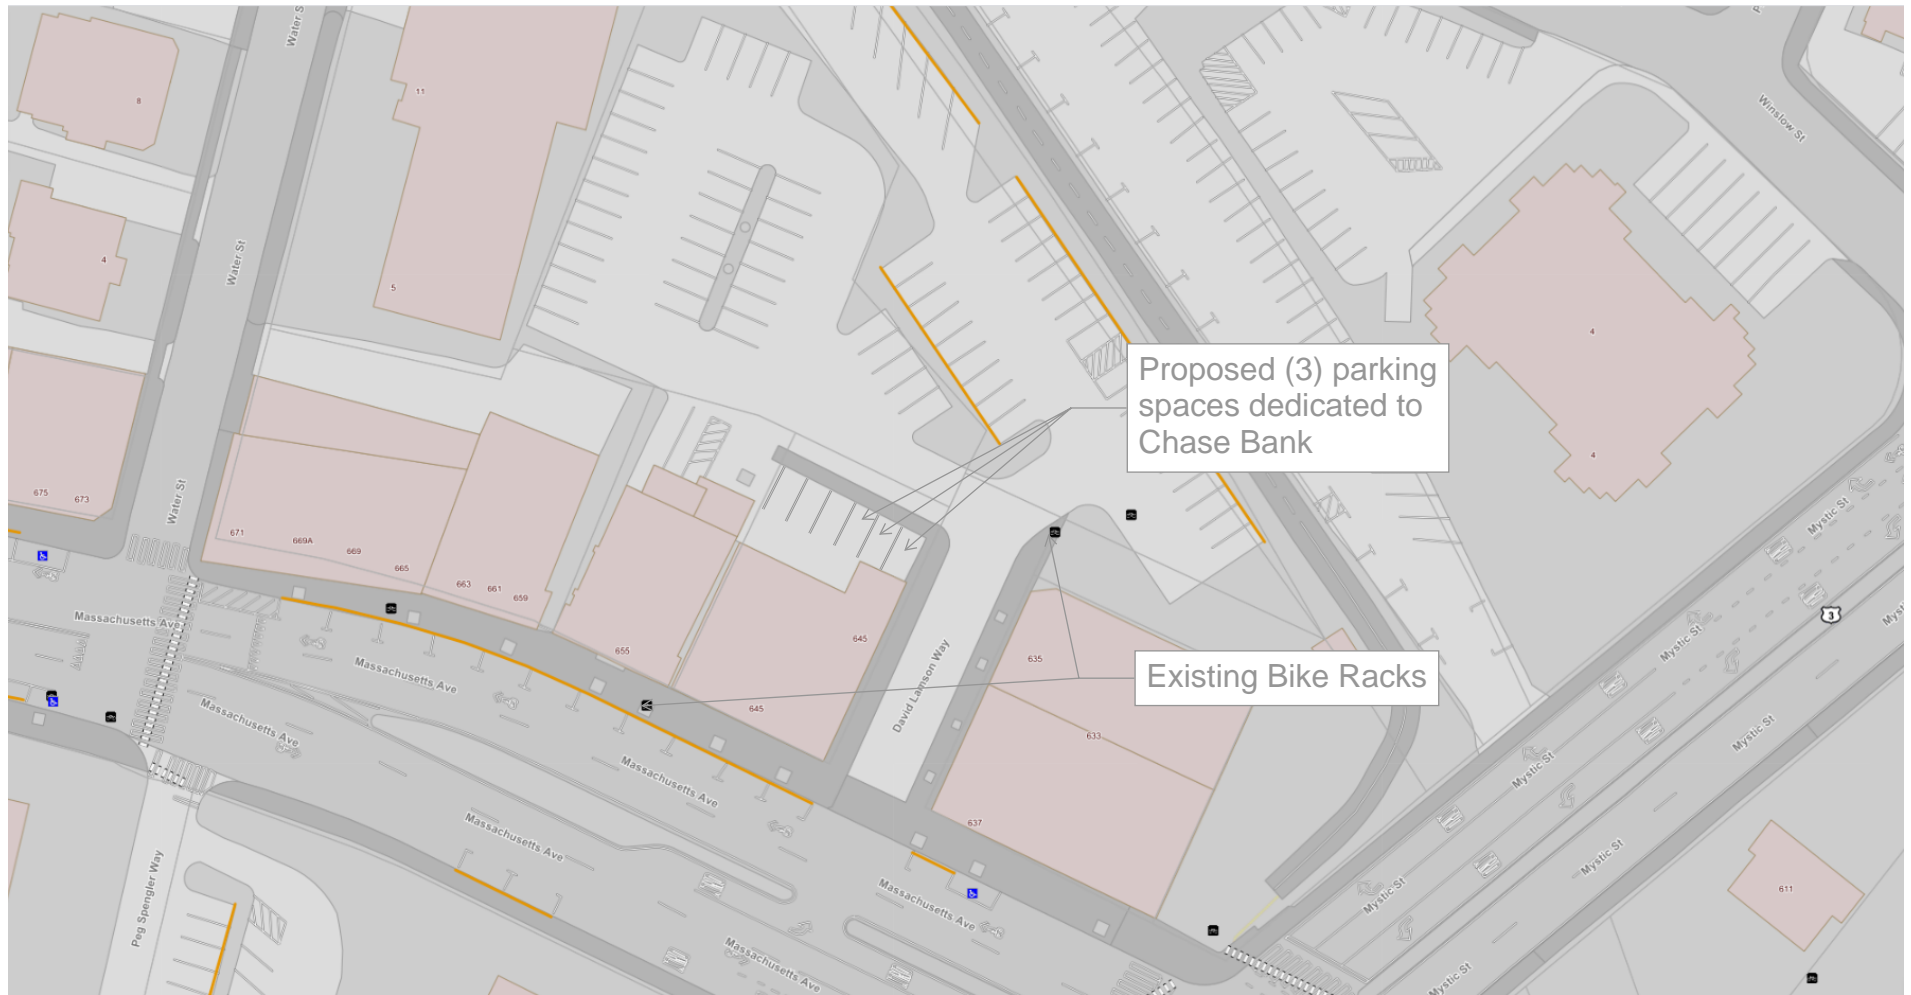 Water St
8
11
Winslow St
4
Water St
5
4
Proposed (3) parking
spaces dedicated to
Chase Bank
4
675
673
Water St
671
669A
669
665
663
661
659
Mystic St
3
Massachusetts Ave
655
645
635
Mystic St
Massachusetts Ave
Existing Bike Racks
David Lamson Way
645
Massachusetts Ave
633
Mystic St
Mystic St
Massachusetts Ave
637
Massachusetts Ave
Mystic St
611
Massachusetts Ave
Mystic St
Peg Spengler Way
Massachusetts Ave
Mystic St